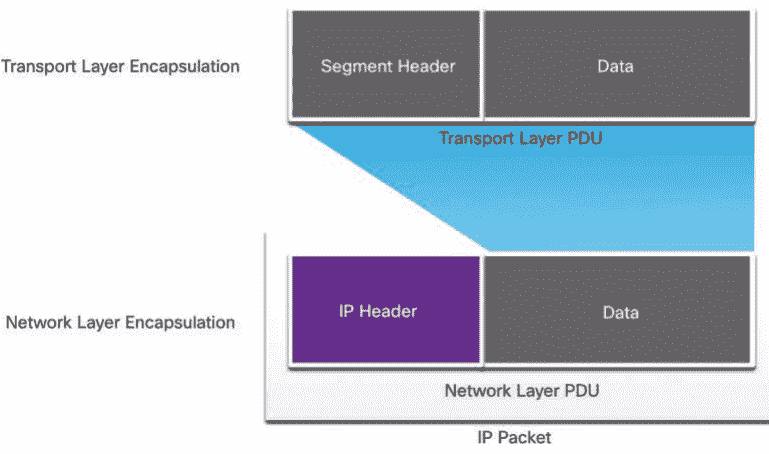 Transport Layer Encapsulation
Segment Header
Data
Transport Layer PDU
Network Layer Encapsulation
IP Header
Data
Network Layer PDU
IP Packet